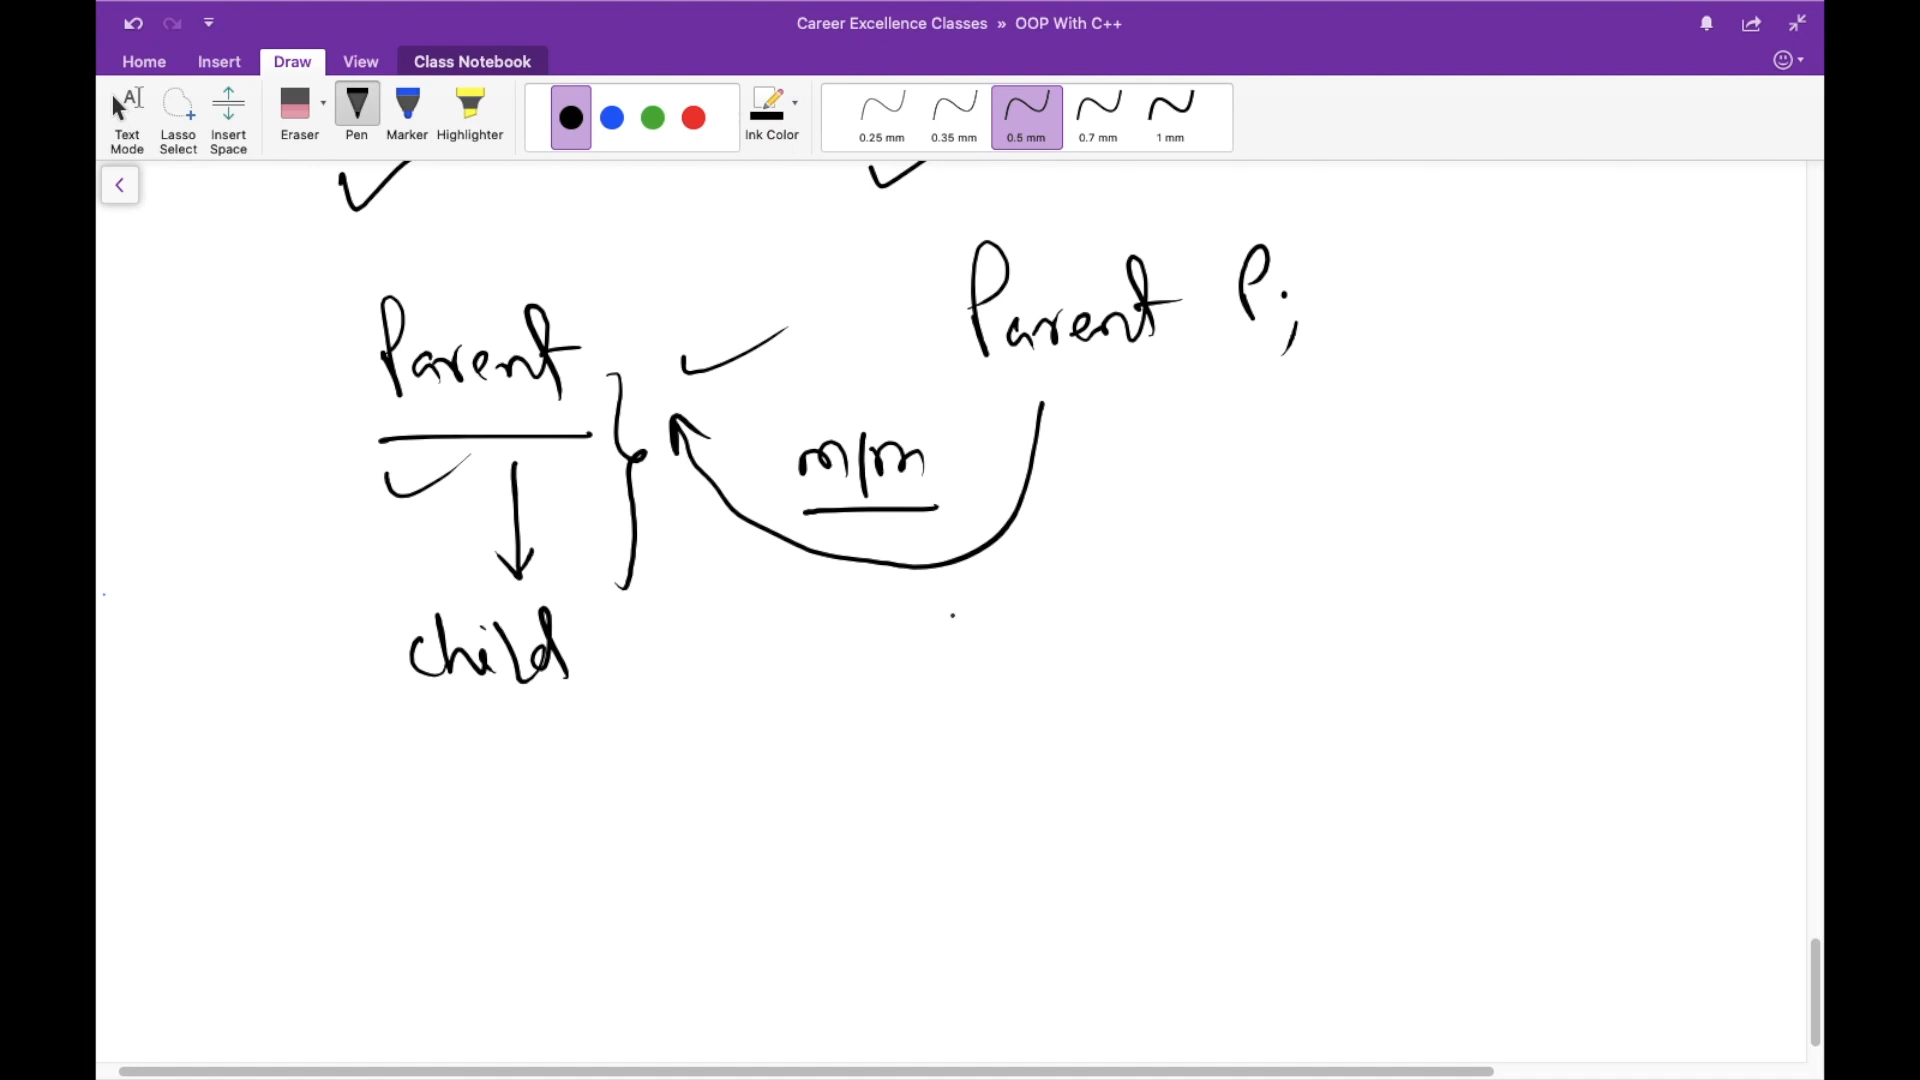 Career Excellence Classes » OOP With C++
Home Insert Draw View Class Notebook
Text Mode
Lasso Select
Insert Space
Eraser
Pen
Marker
Highlighter
Ink Color
0.25 mm
0.35 mm
0.5 mm
0.7 mm
1 mm
Parent P;
Parent
m/m
child